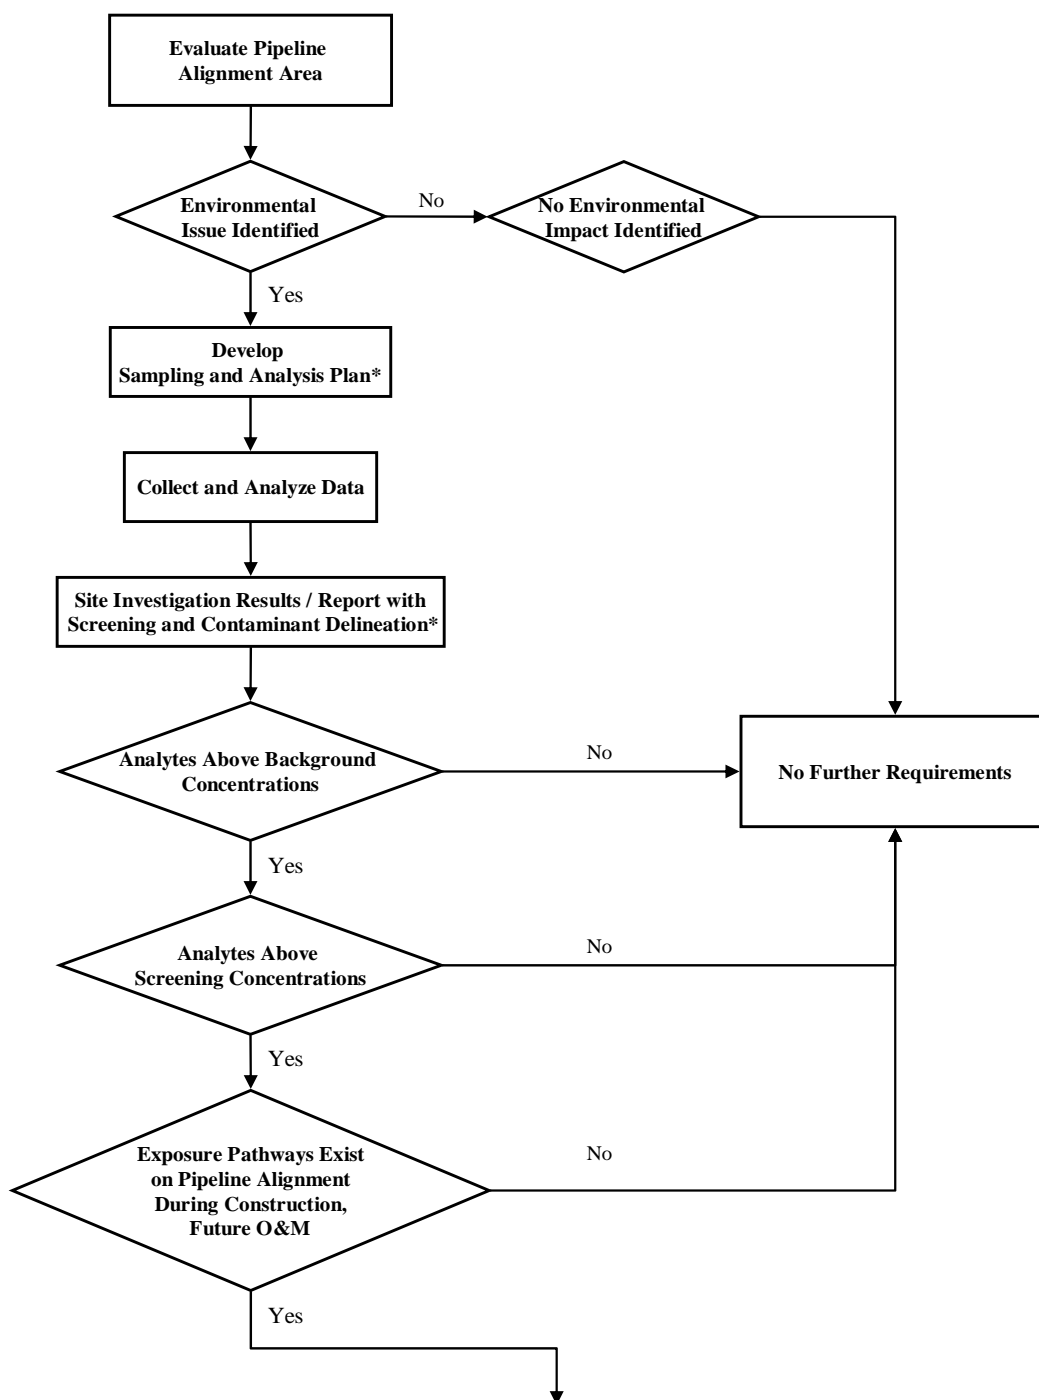 Evaluate Pipeline
Alignment Area
Environmental
Issue Identified
No
No Environmental
Impact Identified
Yes
Develop
Sampling and Analysis Plan*
Collect and Analyze Data
Site Investigation Results / Report with
Screening and Contaminant Delineation*
Analytes Above Background
Concentrations
No
No Further Requirements
Yes
Analytes Above
Screening Concentrations
No
Yes
Exposure Pathways Exist
on Pipeline Alignment
During Construction,
Future O&M
No
Yes